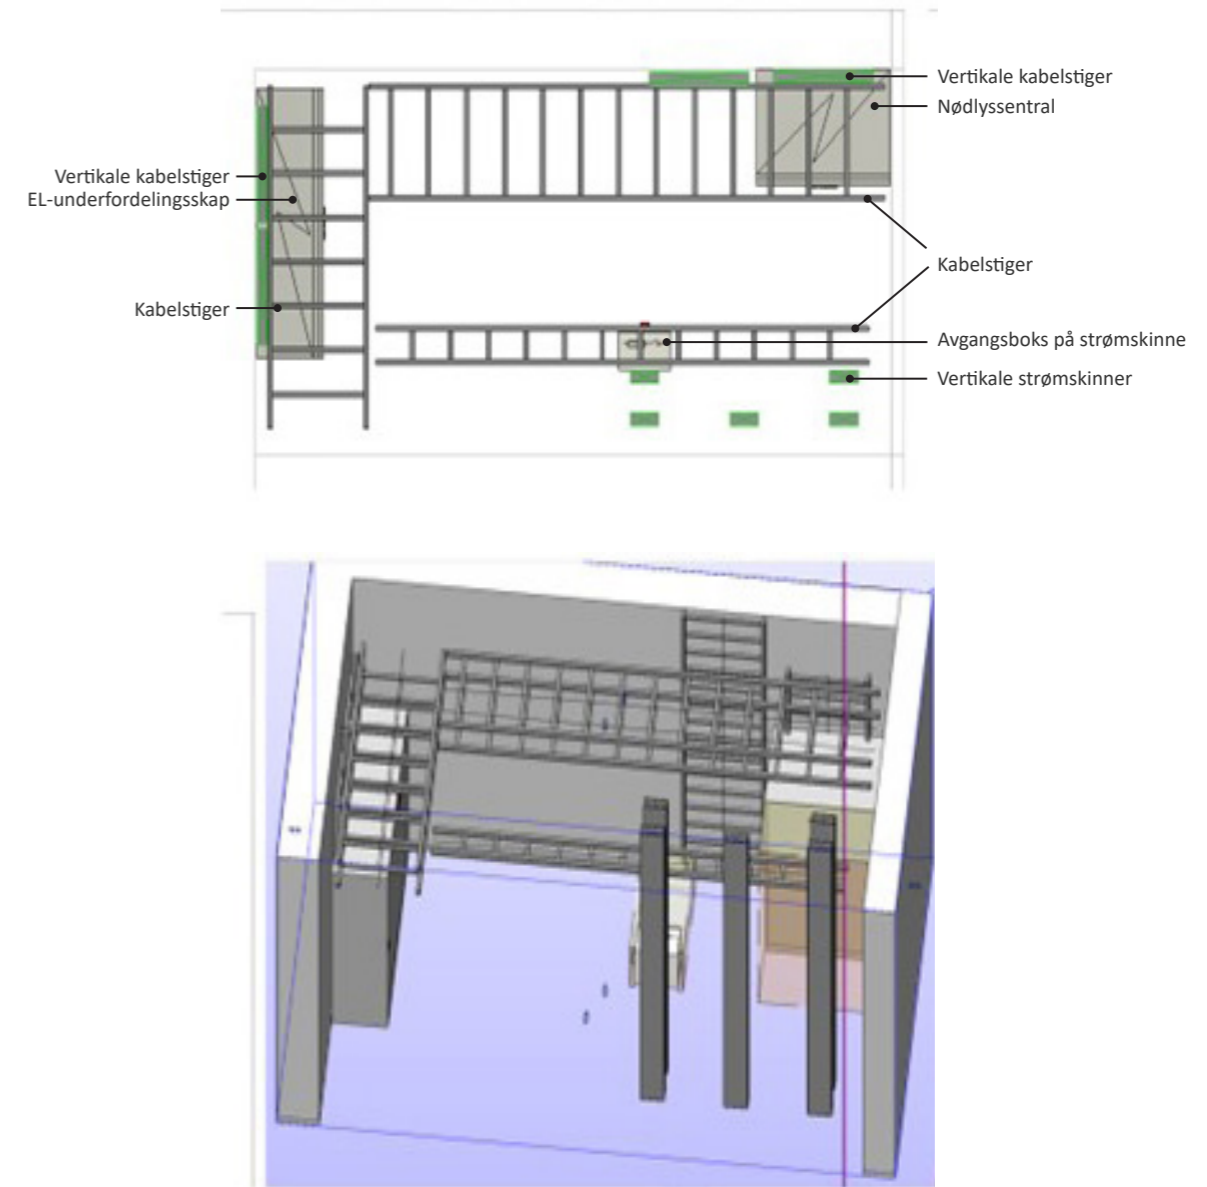 Vertikale kabelstiger
Nødlyssentral
Vertikale kabelstiger
EL-underfordelingsskap
Kabelstiger
Kabelstiger
Avgangsboks på strømskinne
Vertikale strømskinner